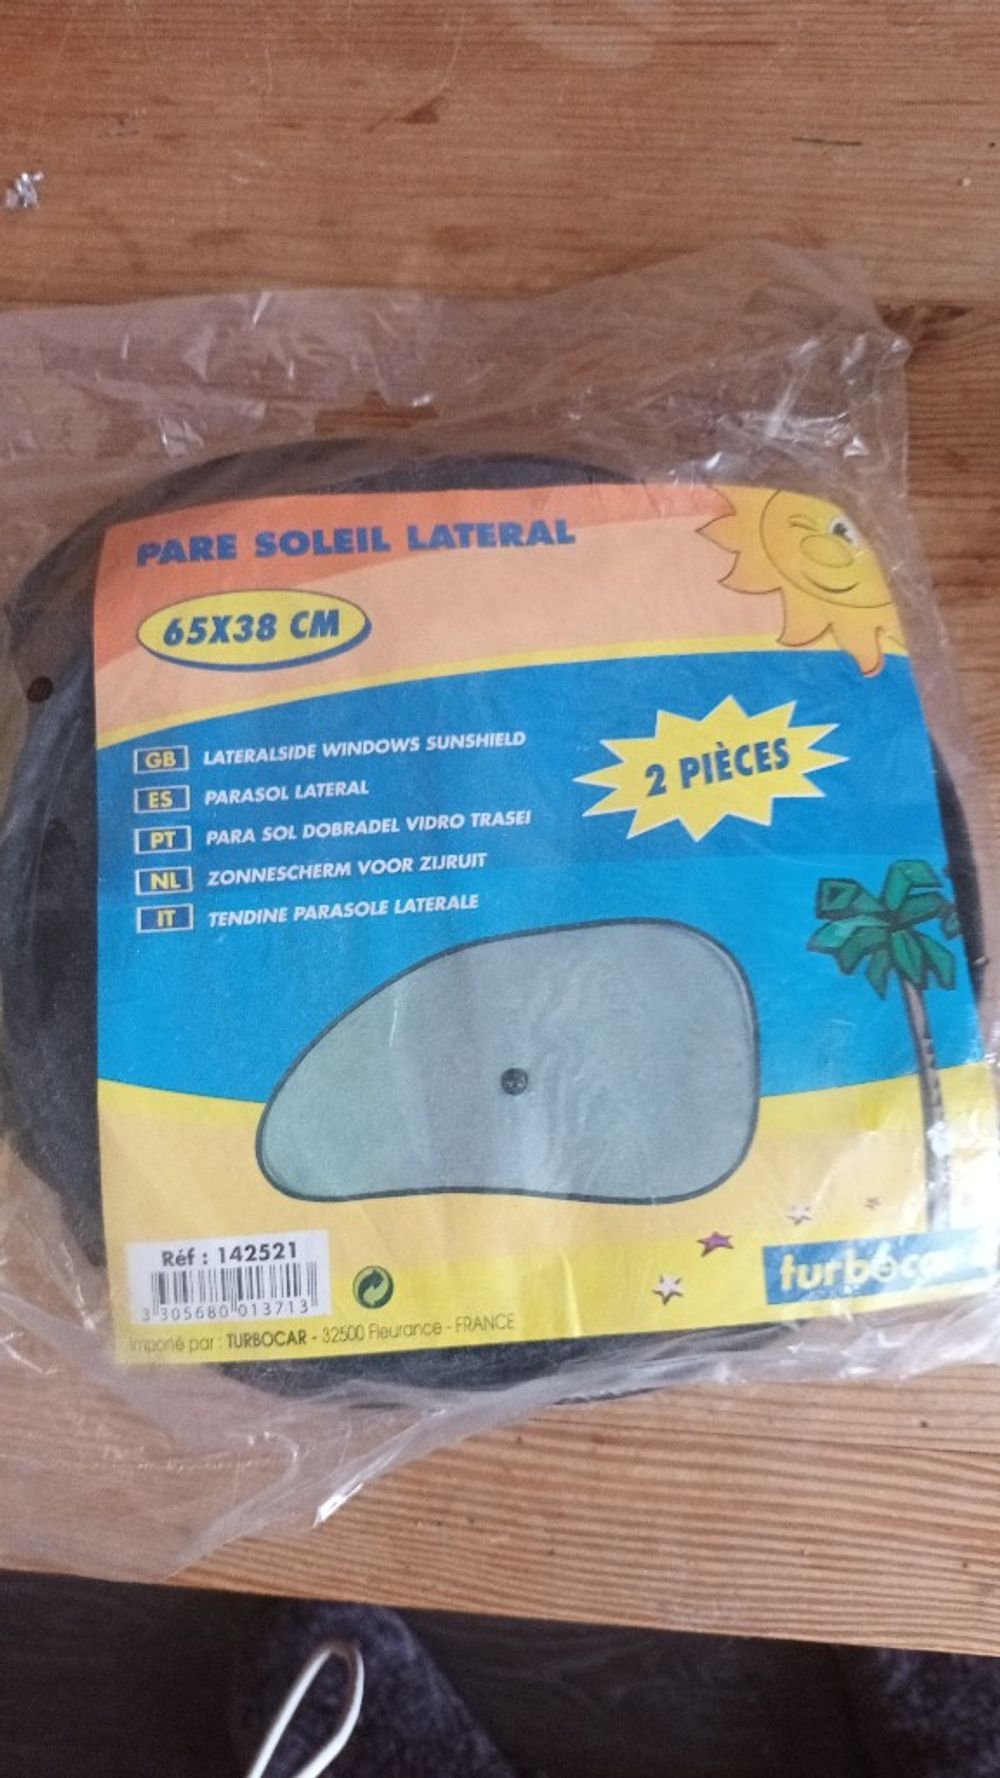 PARE SOLEIL LATERAL
65X38 CM
2 PIÈCES
GB LATERALSIDE WINDOWS SUNSHIELD
ES PARASOL LATERAL
PT PARA SOL DOBRADEL VIDRO TRASEI
NL ZONNESCHERM VOOR ZIJRUIT
IT TENDINE PARASOLE LATERALE
Réf : 142521
3 305680 013713
turbocar
Importé par : TURBOCAR - 32500 Fleurance - FRANCE